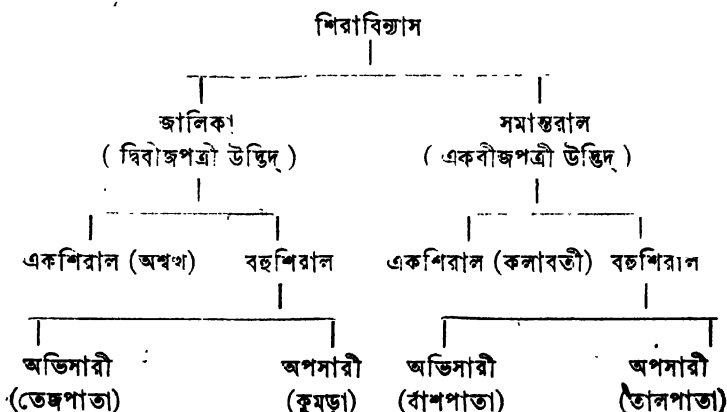 শিরাবিন্যাস
জালিকা সমান্তরাল
( দ্বিবীজপত্রী উদ্ভিদ্ ) ( একবীজপত্রী উদ্ভিদ্ )
একশিরাল (অশ্বত্থ) বহুশিরাল একশিরাল (কলাবতী) বহুশিরাল
অভিসারী অপসারী অভিসারী অপসারী
(তেজপাতা) (কুমড়া) (বাঁশপাতা) (তালপাতা)